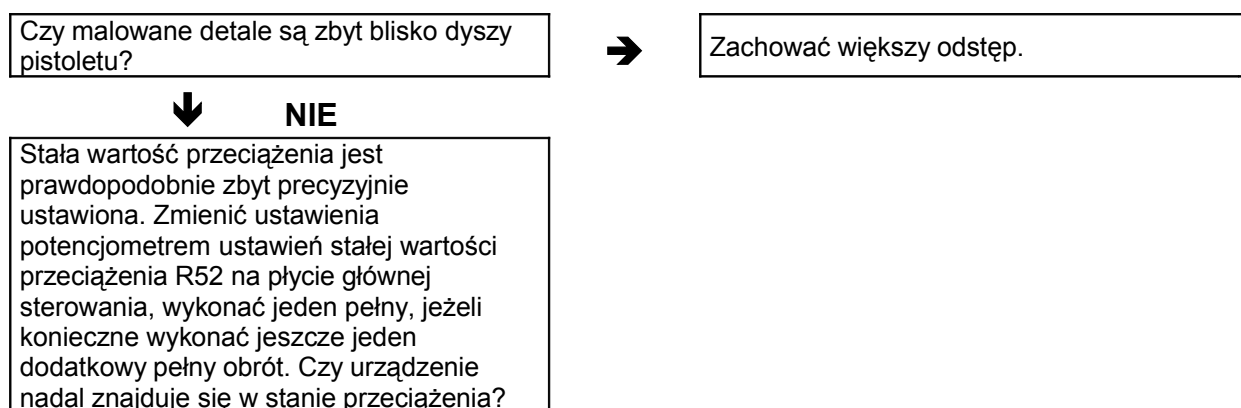 Czy malowane detale są zbyt blisko dyszy
pistoletu?
Zachować większy odstęp.
NIE
Stała wartość przeciążenia jest
prawdopodobnie zbyt precyzyjnie
ustawiona. Zmienić ustawienia
potencjometrem ustawień stałej wartości
przeciążenia R52 na płycie głównej
sterowania, wykonać jeden pełny, jeżeli
konieczne wykonać jeszcze jeden
dodatkowy pełny obrót. Czy urządzenie
nadal znajduje się w stanie przeciążenia?